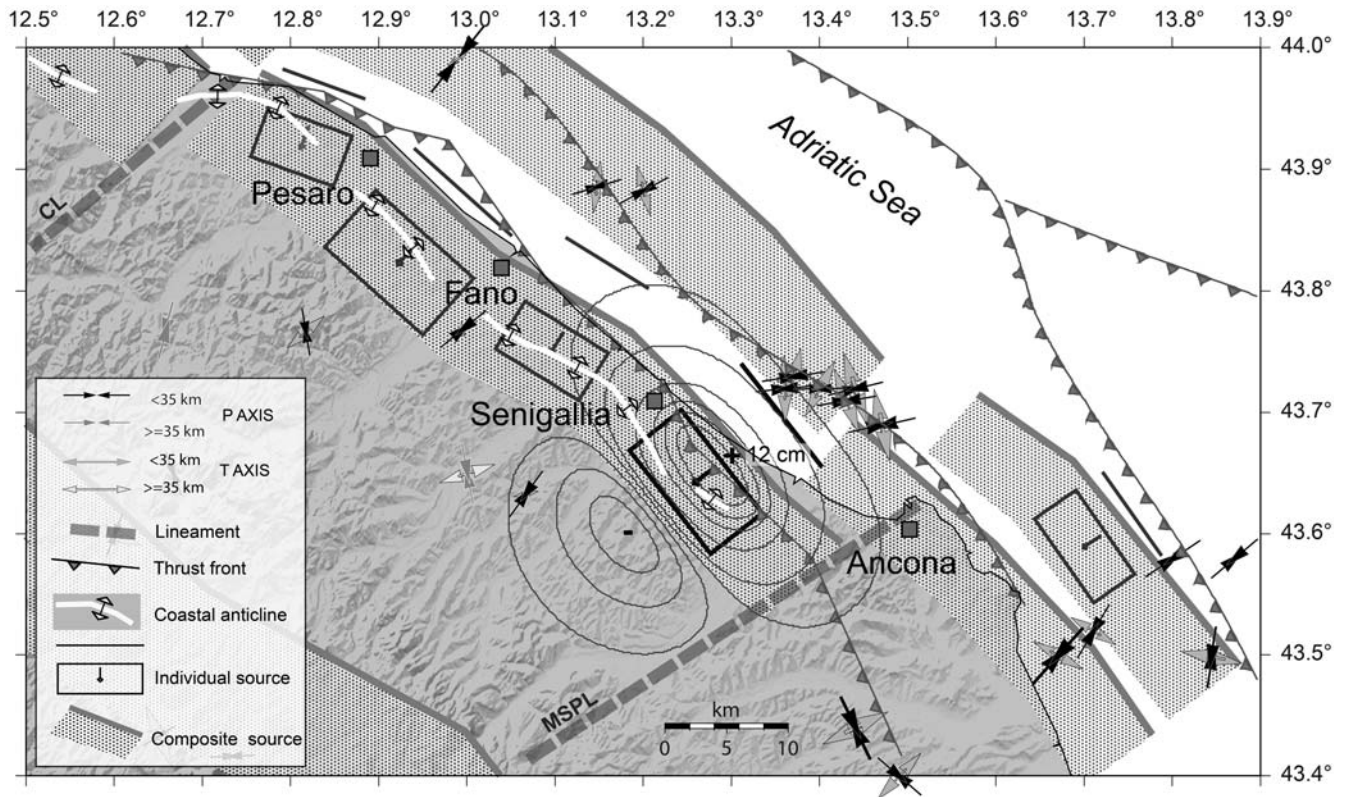 12.5° 12.6° 12.7° 12.8° 12.9° 13.0° 13.1° 13.2° 13.3° 13.4° 13.5° 13.6° 13.7° 13.8° 13.9°
44.0°
43.9°
43.8°
43.7°
43.6°
43.5°
43.4°
Adriatic Sea
CL
Pesaro
Fano
Senigallia
+ 12 cm
-
Ancona
MSPL
km
0 5 10
<35 km
P AXIS
>=35 km
<35 km
T AXIS
>=35 km
Lineament
Thrust front
Coastal anticline
Individual source
Composite source